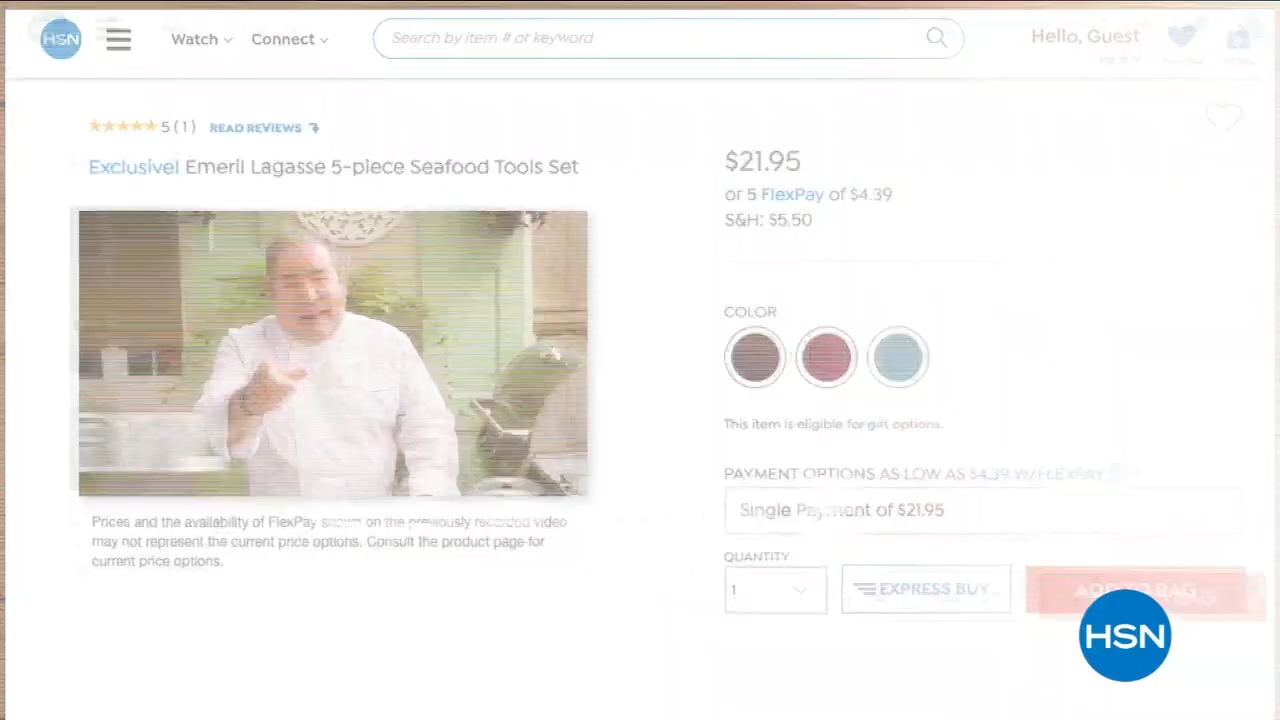 HSN
Watch
Connect
Search by item # or keyword
Hello, Guest
5 (1)
READ REVIEWS
Exclusive! Emeril Lagasse 5-piece Seafood Tools Set
$21.95
or 5 FlexPay of $4.39
S&H: $5.50
COLOR
This item is eligible for gift options.
PAYMENT OPTIONS AS LOW AS $4.39 W/FLEXPAY
Single Payment of $21.95
Prices and the availability of FlexPay shown on the previously recorded video
may not represent the current price options. Consult the product page for
current price options.
QUANTITY
1
EXPRESS BUY
ADD TO BAG
HSN